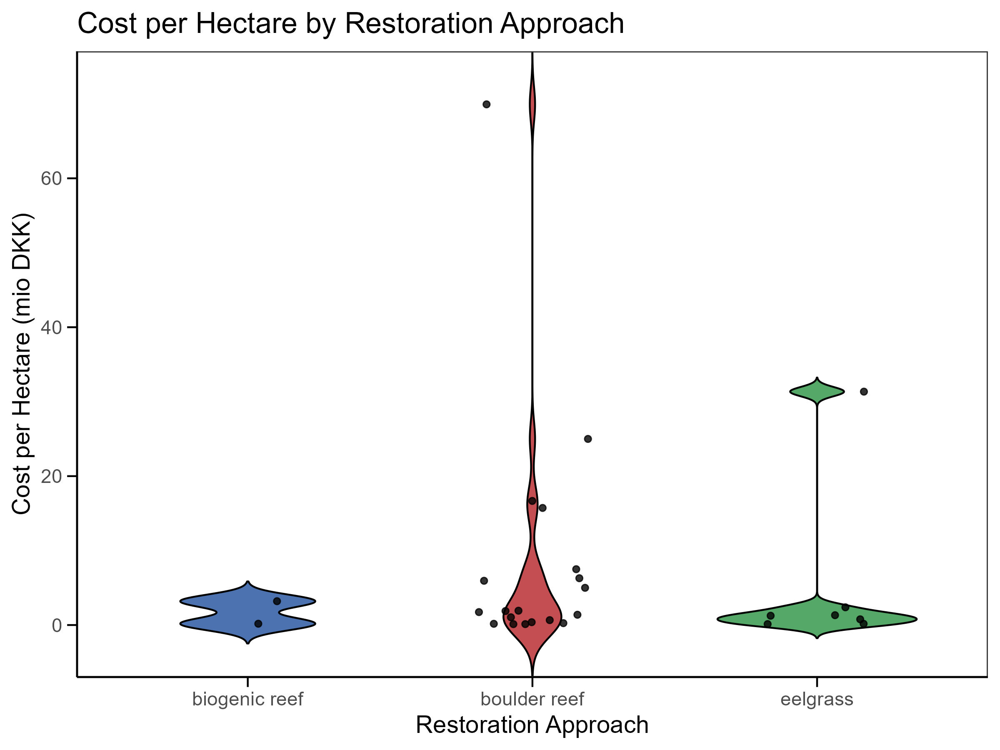 Cost per Hectare by Restoration Approach
Cost per Hectare (mio DKK)
60
40
20
0
biogenic reef
boulder reef
eelgrass
Restoration Approach